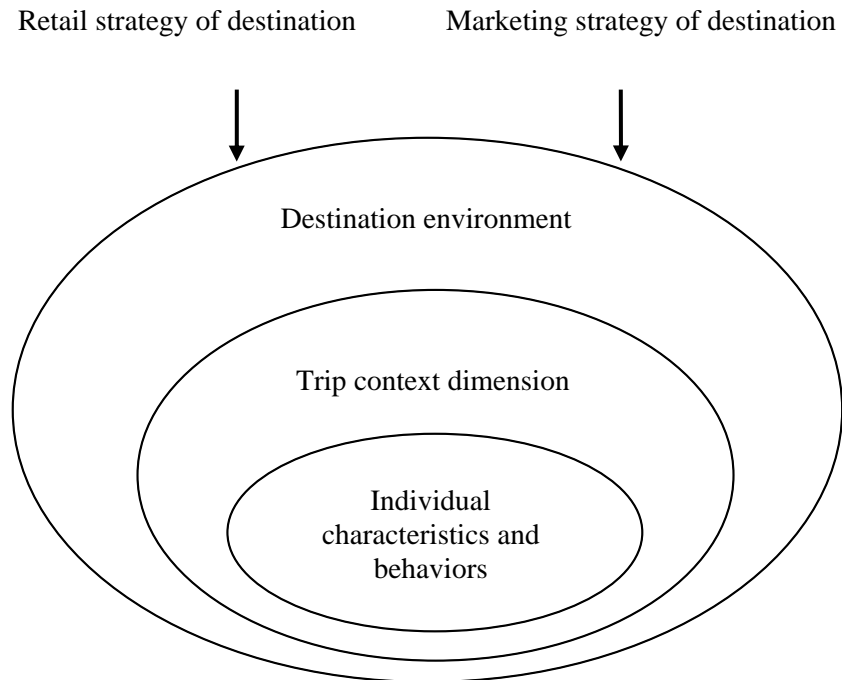 Retail strategy of destination
Marketing strategy of destination
Destination environment
Trip context dimension
Individual
characteristics and
behaviors